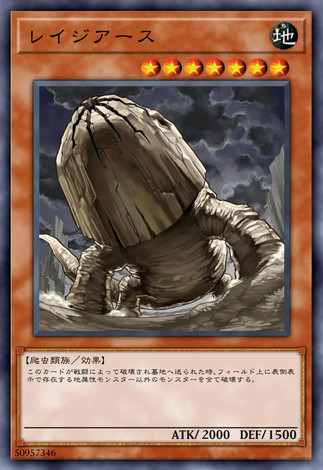 レイジアース
地
【爬虫類族／効果】
このカードが戦闘によって破壊され墓地へ送られた時、フィールド上に表側表
示で存在する地属性モンスター以外のモンスターを全て破壊する。
ATK/2000 DEF/1500
50957346